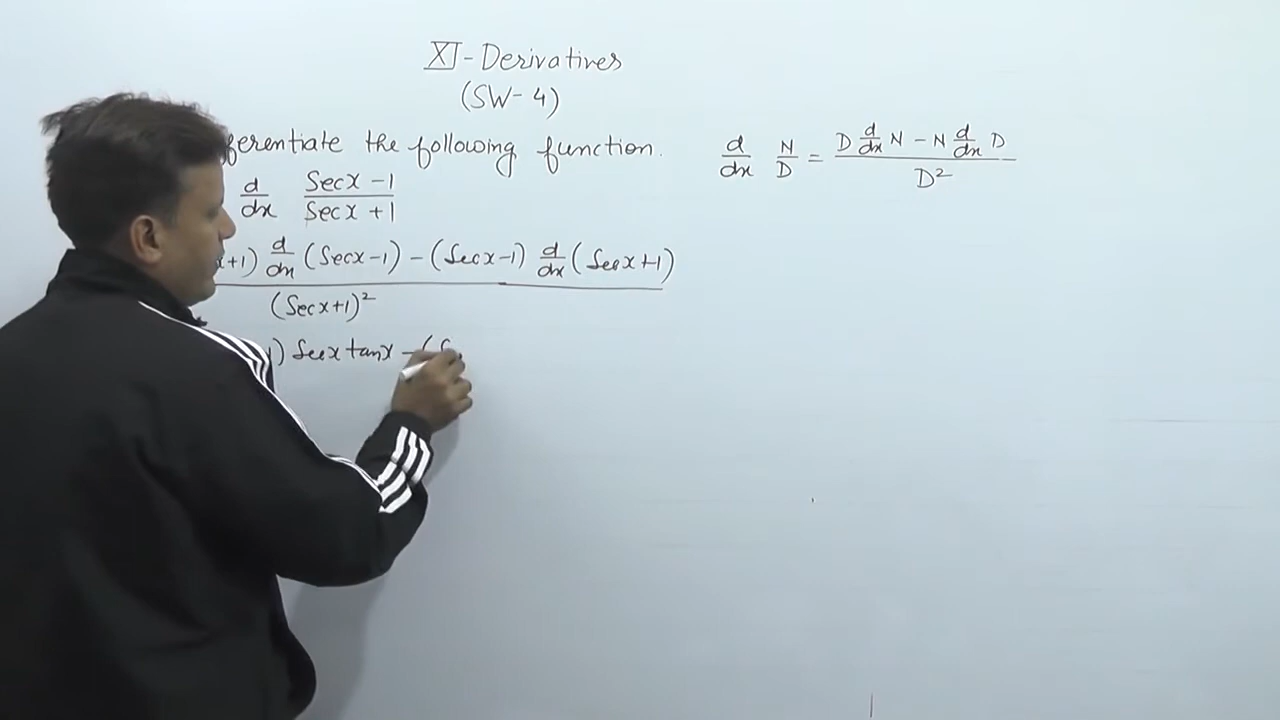 XI - Derivatives
(SW- 4)
ferentiate the following function.
d/dx (Secx -1)/(Secx +1)
x+1) d/dx (Secx-1) - (Secx-1) d/dx (Secx+1)
(Secx+1)²
1) Secx tanx - (S
d/dx N/D = (D d/dx N - N d/dx D)/D²